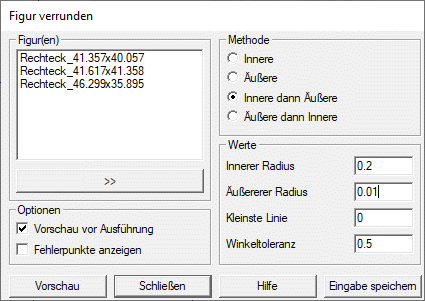 Figur verrunden
Figur(en)
Rechteck_41.357x40.057
Rechteck_41.617x41.358
Rechteck_46.299x35.895
>>
Optionen
Vorschau vor Ausführung
Fehlerpunkte anzeigen
Methode
Innere
Äußere
Innere dann Äußere
Äußere dann Innere
Werte
Innerer Radius 0.2
Äußererer Radius 0.01
Kleinste Linie 0
Winkeltoleranz 0.5
Vorschau Schließen Hilfe Eingabe speichern